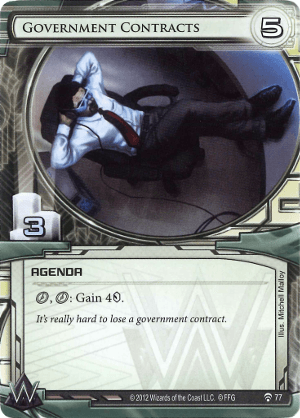 Government Contracts
5
3
AGENDA
, : Gain 4.
It's really hard to lose a government contract.
Illus. Mitchell Malloy
© 2012 Wizards of the Coast LLC. © FFG
77